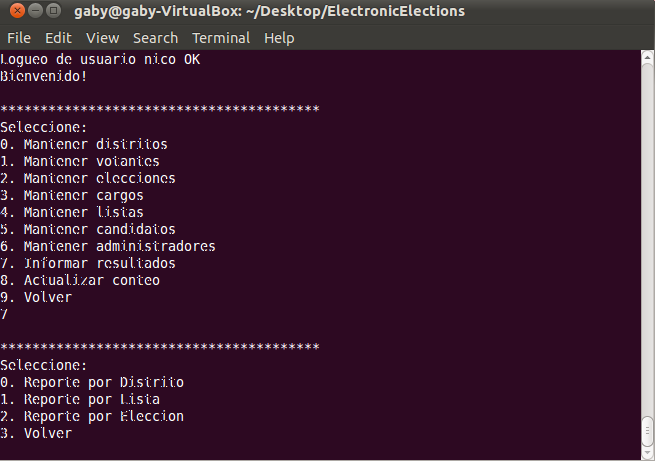 gaby@gaby-VirtualBox: ~/Desktop/ElectronicElections
File Edit View Search Terminal Help
Logueo de usuario nico OK
Bienvenido!
****************************************
Seleccione:
0. Mantener distritos
1. Mantener votantes
2. Mantener elecciones
3. Mantener cargos
4. Mantener listas
5. Mantener candidatos
6. Mantener administradores
7. Informar resultados
8. Actualizar conteo
9. Volver
7
****************************************
Seleccione:
0. Reporte por Distrito
1. Reporte por Lista
2. Reporte por Eleccion
3. Volver